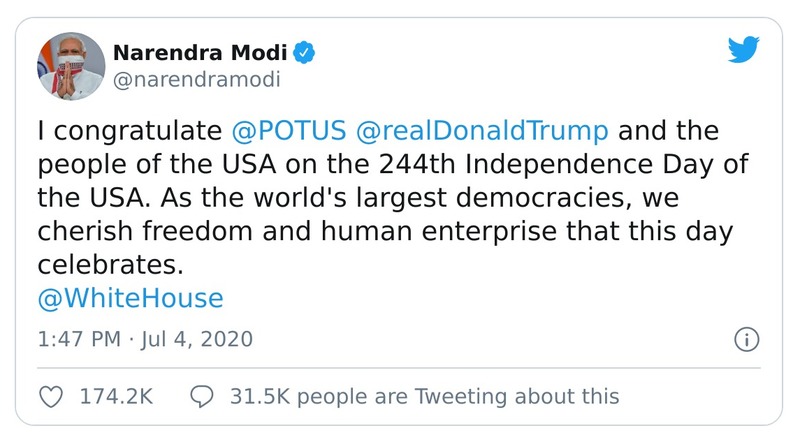 Narendra Modi
@narendramodi
I congratulate @POTUS @realDonaldTrump and the
people of the USA on the 244th Independence Day of
the USA. As the world's largest democracies, we
cherish freedom and human enterprise that this day
celebrates.
@WhiteHouse
1:47 PM · Jul 4, 2020
174.2K 31.5K people are Tweeting about this